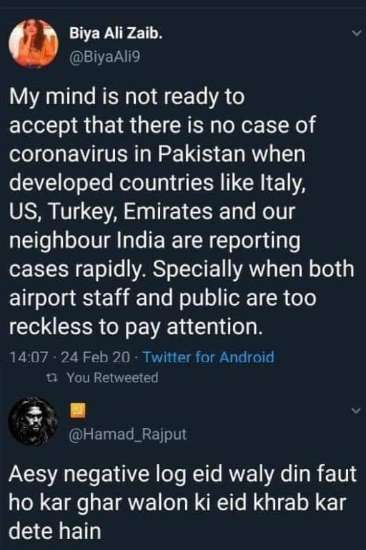 Biya Ali Zaib.
@BiyaAli9
My mind is not ready to
accept that there is no case of
coronavirus in Pakistan when
developed countries like Italy,
US, Turkey, Emirates and our
neighbour India are reporting
cases rapidly. Specially when both
airport staff and public are too
reckless to pay attention.
14:07 · 24 Feb 20 · Twitter for Android
You Retweeted
@Hamad_Rajput
Aesy negative log eid waly din faut
ho kar ghar walon ki eid khrab kar
dete hain